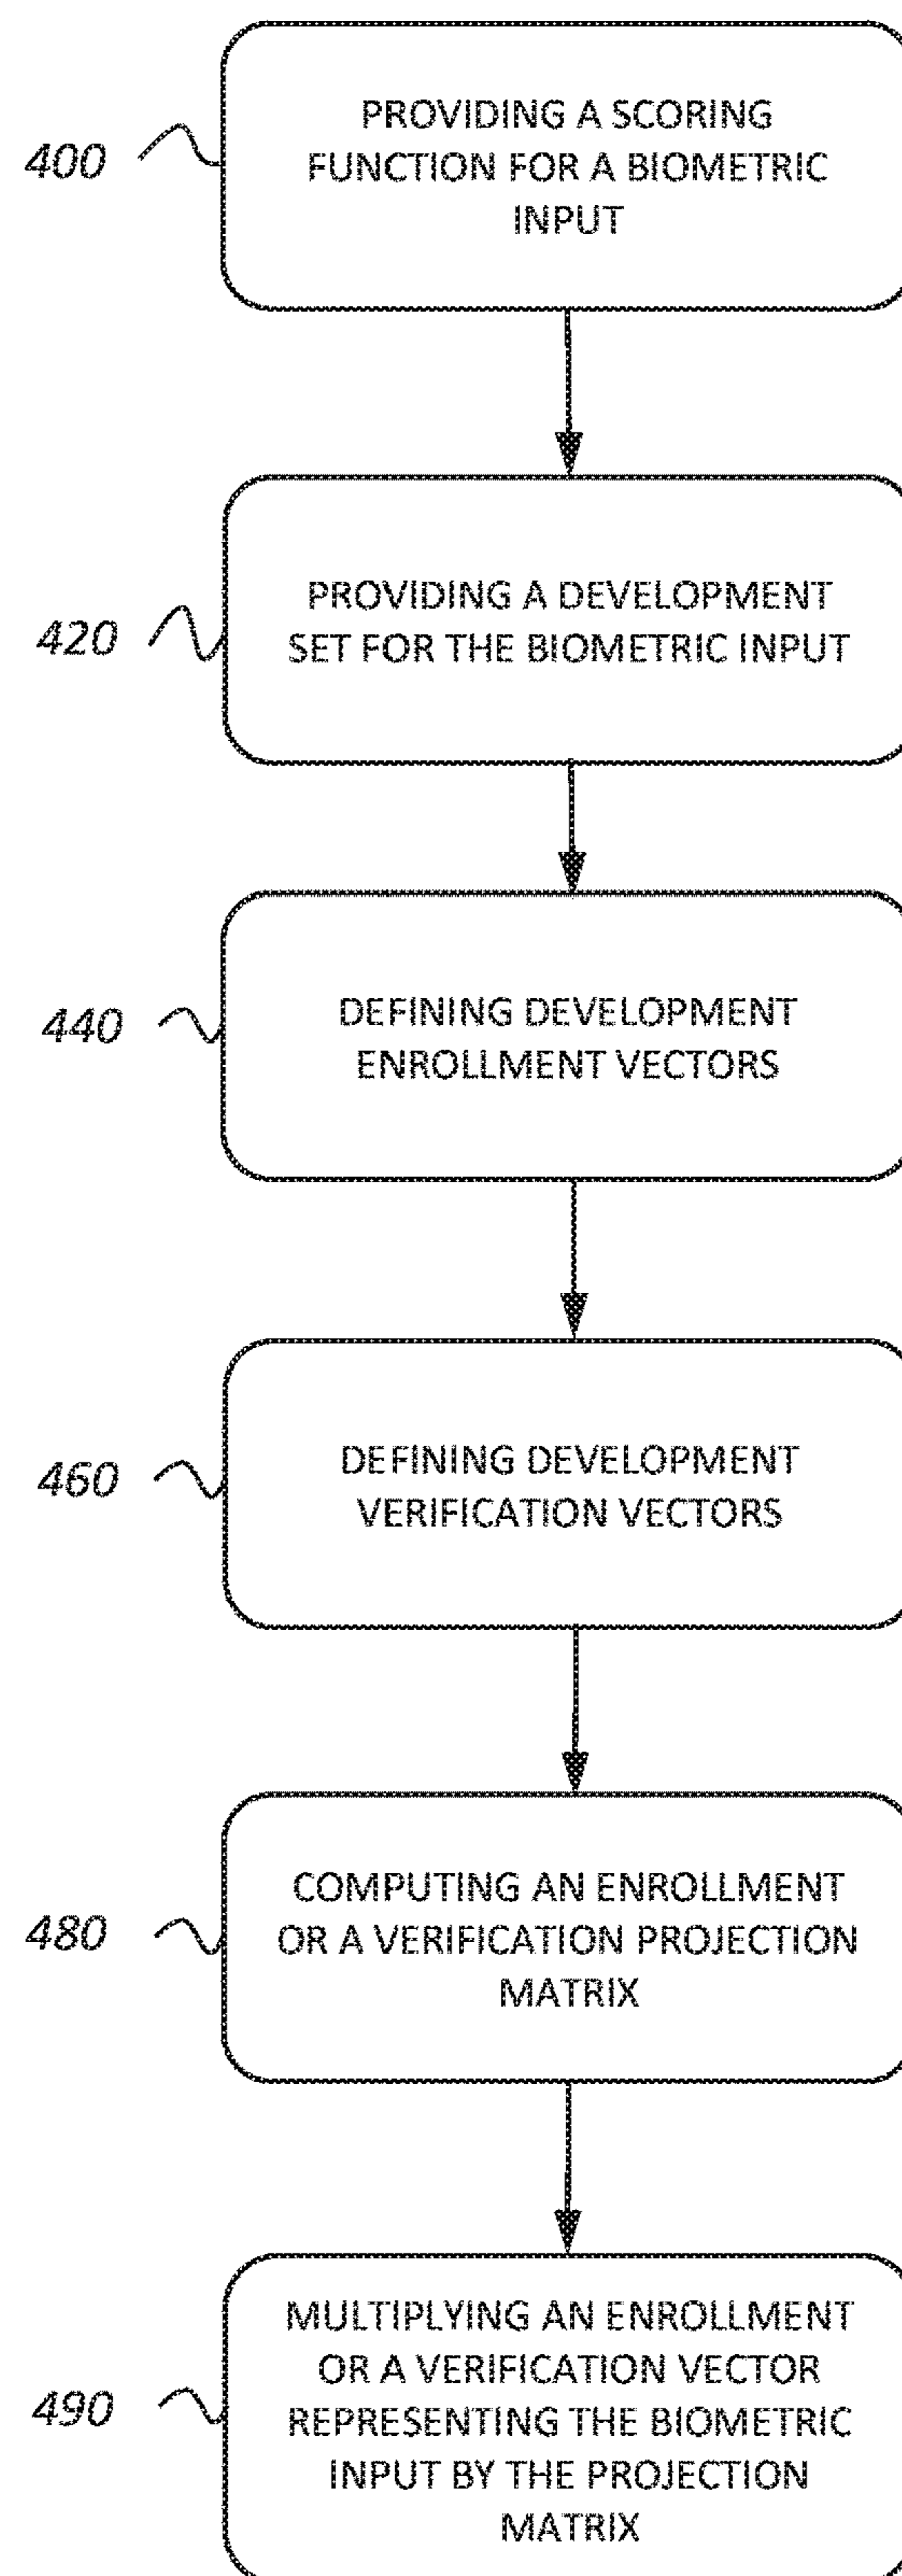 400
PROVIDING A SCORING
FUNCTION FOR A BIOMETRIC
INPUT
420
PROVIDING A DEVELOPMENT
SET FOR THE BIOMETRIC INPUT
440
DEFINING DEVELOPMENT
ENROLLMENT VECTORS
460
DEFINING DEVELOPMENT
VERIFICATION VECTORS
480
COMPUTING AN ENROLLMENT
OR A VERIFICATION PROJECTION
MATRIX
490
MULTIPLYING AN ENROLLMENT
OR A VERIFICATION VECTOR
REPRESENTING THE BIOMETRIC
INPUT BY THE PROJECTION
MATRIX